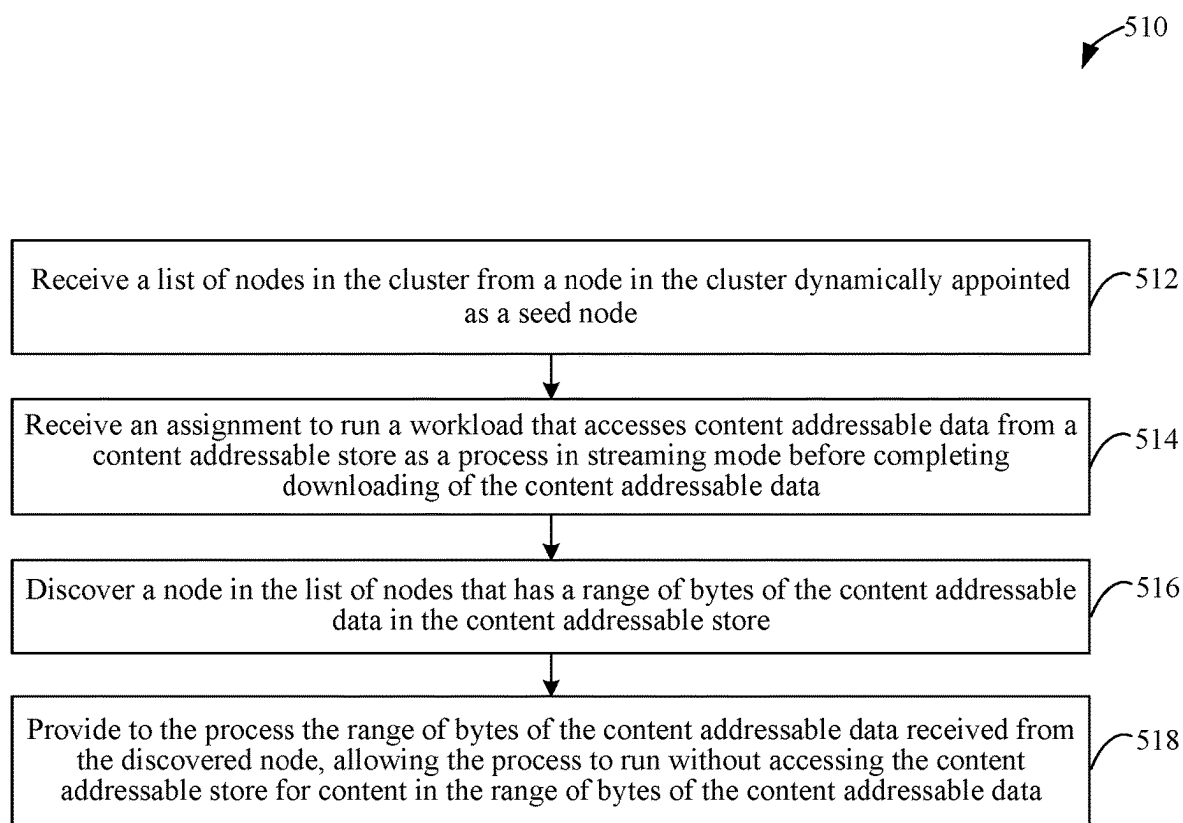 510
Receive a list of nodes in the cluster from a node in the cluster dynamically appointed
as a seed node
512
Receive an assignment to run a workload that accesses content addressable data from a
content addressable store as a process in streaming mode before completing
downloading of the content addressable data
514
Discover a node in the list of nodes that has a range of bytes of the content addressable
data in the content addressable store
516
Provide to the process the range of bytes of the content addressable data received from
the discovered node, allowing the process to run without accessing the content
addressable store for content in the range of bytes of the content addressable data
518